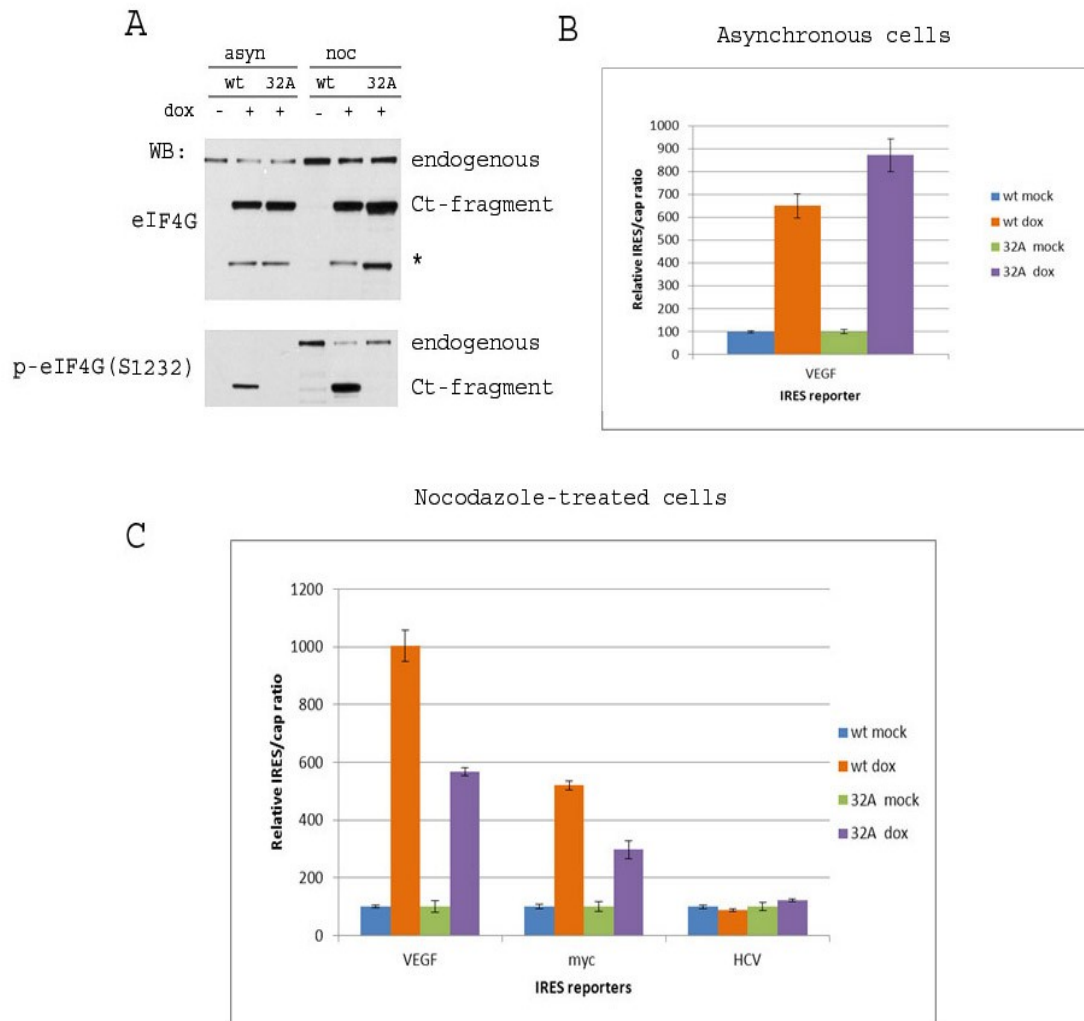 A
asyn noc
wt 32A wt 32A
dox - + + - + +
WB:
endogenous
eIF4G
Ct-fragment
*
p-eIF4G(S1232)
endogenous
Ct-fragment
B
Asynchronous cells
1000
900
800
700
600
500
400
300
200
100
0
Relative IRES/cap ratio
VEGF
IRES reporter
wt mock
wt dox
32A mock
32A dox
Nocodazole-treated cells
C
1200
1000
800
600
400
200
0
Relative IRES/cap ratio
VEGF myc HCV
IRES reporters
wt mock
wt dox
32A mock
32A dox